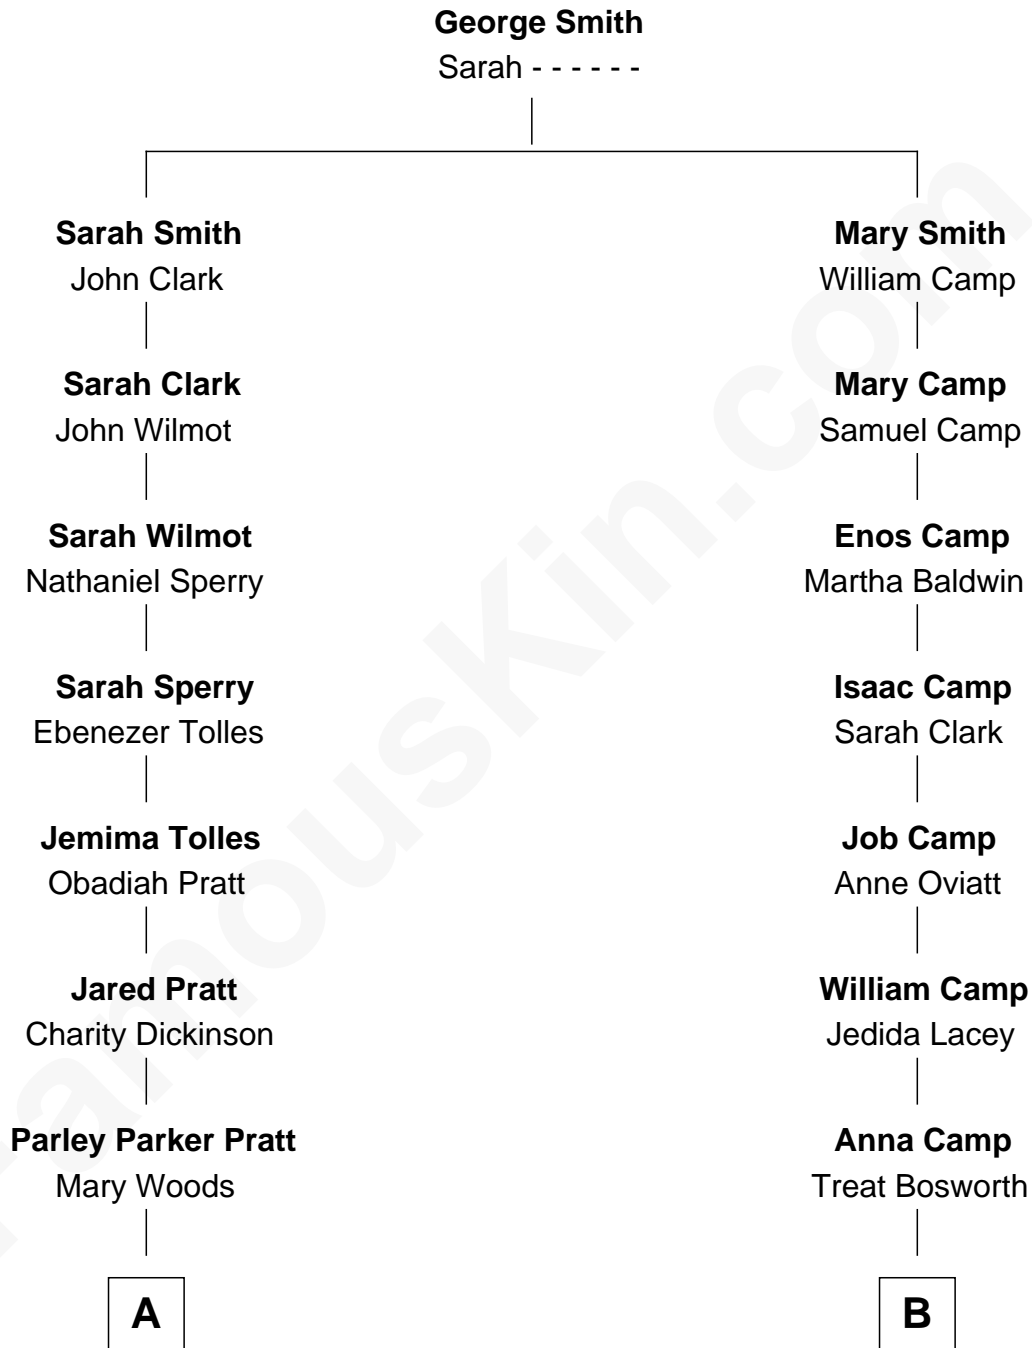 George Smith
Sarah - - - - - -
Sarah Smith
John Clark
Mary Smith
William Camp
Sarah Clark
John Wilmot
Mary Camp
Samuel Camp
Sarah Wilmot
Nathaniel Sperry
Enos Camp
Martha Baldwin
Sarah Sperry
Ebenezer Tolles
Isaac Camp
Sarah Clark
Jemima Tolles
Obadiah Pratt
Job Camp
Anne Oviatt
Jared Pratt
Charity Dickinson
William Camp
Jedida Lacey
Parley Parker Pratt
Mary Woods
Anna Camp
Treat Bosworth
A
B
FamousKin.com